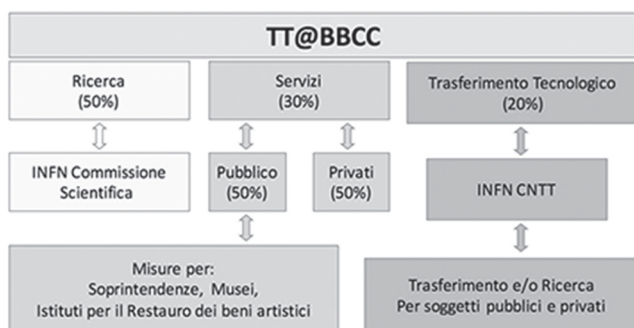 TT@BBCC
Ricerca
(50%)
Servizi
(30%)
Trasferimento Tecnologico
(20%)
INFN Commissione
Scientifica
Pubblico
(50%)
Privati
(50%)
INFN CNTT
Misure per:
Soprintendenze, Musei,
Istituti per il Restauro dei beni artistici
Trasferimento e/o Ricerca
Per soggetti pubblici e privati